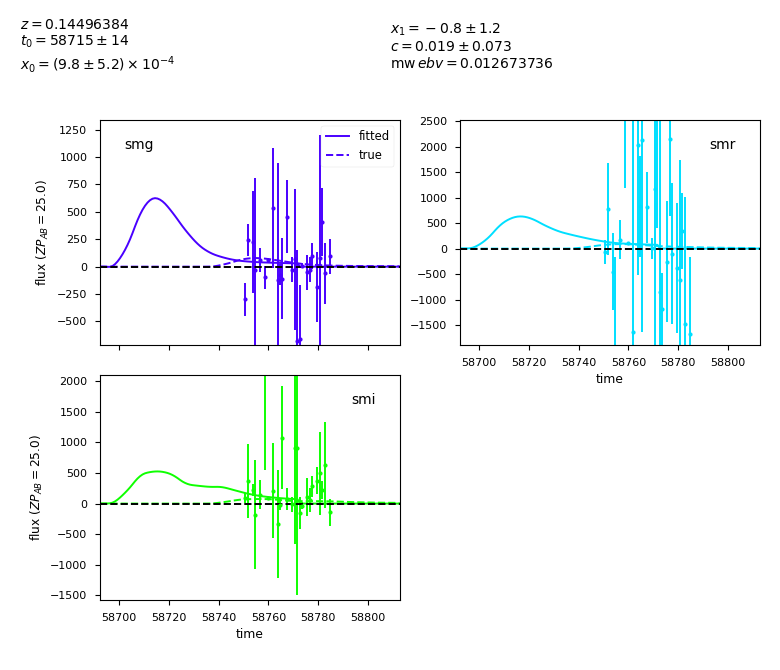 z = 0.14496384
t₀ = 58715 ± 14
x₀ = (9.8 ± 5.2) × 10⁻⁴
x₁ = −0.8 ± 1.2
c = 0.019 ± 0.073
mw ebv = 0.012673736
smg
fitted
true
1250
1000
750
500
250
0
−250
−500
flux (ZP_AB = 25.0)
smr
2500
2000
1500
1000
500
0
−500
−1000
−1500
58700 58720 58740 58760 58780 58800
time
smi
2000
1500
1000
500
0
−500
−1000
−1500
flux (ZP_AB = 25.0)
58700 58720 58740 58760 58780 58800
time